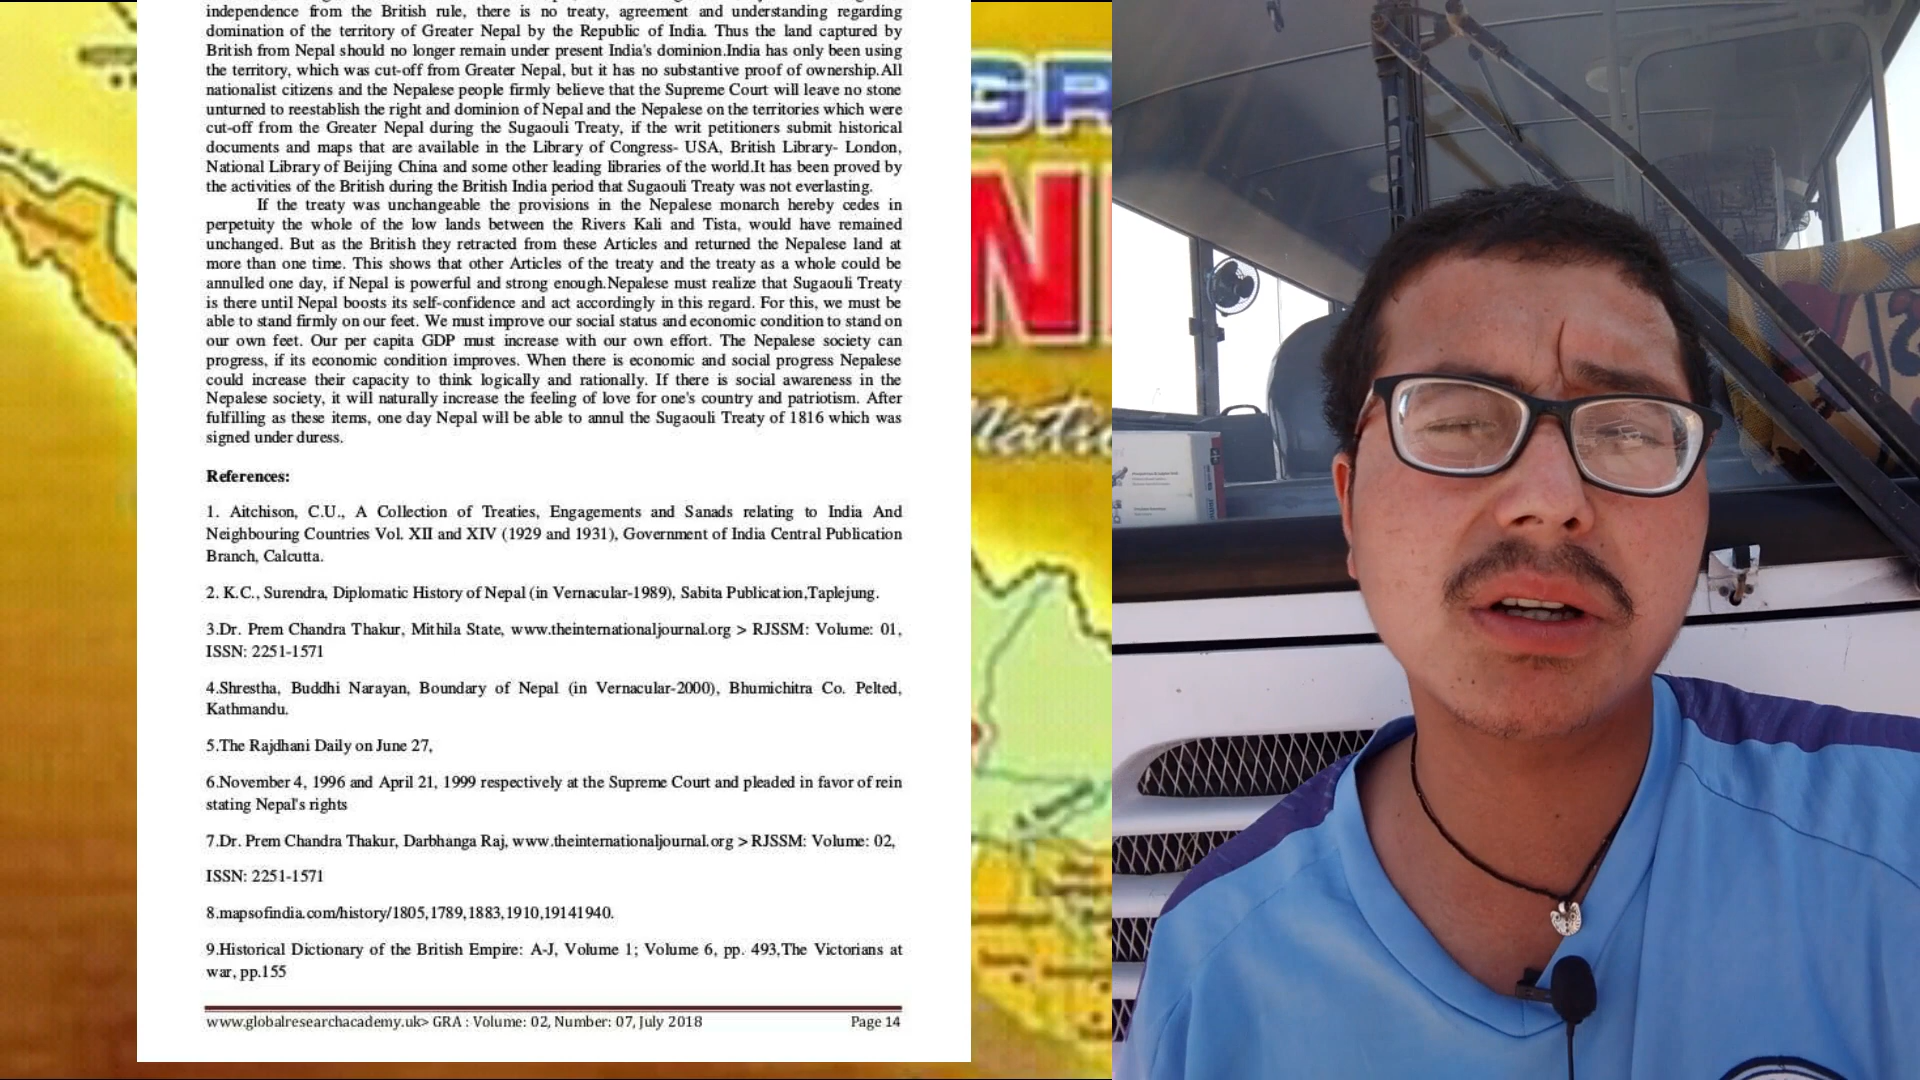 independence from the British rule, there is no treaty, agreement and understanding regarding
domination of the territory of Greater Nepal by the Republic of India. Thus the land captured by
British from Nepal should no longer remain under present India's dominion.India has only been using
the territory, which was cut-off from Greater Nepal, but it has no substantive proof of ownership.All
nationalist citizens and the Nepalese people firmly believe that the Supreme Court will leave no stone
unturned to reestablish the right and dominion of Nepal and the Nepalese on the territories which were
cut-off from the Greater Nepal during the Sugaouli Treaty, if the writ petitioners submit historical
documents and maps that are available in the Library of Congress- USA, British Library- London,
National Library of Beijing China and some other leading libraries of the world.It has been proved by
the activities of the British during the British India period that Sugaouli Treaty was not everlasting.
If the treaty was unchangeable the provisions in the Nepalese monarch hereby cedes in
perpetuity the whole of the low lands between the Rivers Kali and Tista, would have remained
unchanged. But as the British they retracted from these Articles and returned the Nepalese land at
more than one time. This shows that other Articles of the treaty and the treaty as a whole could be
annulled one day, if Nepal is powerful and strong enough.Nepalese must realize that Sugaouli Treaty
is there until Nepal boosts its self-confidence and act accordingly in this regard. For this, we must be
able to stand firmly on our feet. We must improve our social status and economic condition to stand on
our own feet. Our per capita GDP must increase with our own effort. The Nepalese society can
progress, if its economic condition improves. When there is economic and social progress Nepalese
could increase their capacity to think logically and rationally. If there is social awareness in the
Nepalese society, it will naturally increase the feeling of love for one's country and patriotism. After
fulfilling as these items, one day Nepal will be able to annul the Sugaouli Treaty of 1816 which was
signed under duress.
References:
1. Aitchison, C.U., A Collection of Treaties, Engagements and Sanads relating to India And
Neighbouring Countries Vol. XII and XIV (1929 and 1931), Government of India Central Publication
Branch, Calcutta.
2. K.C., Surendra, Diplomatic History of Nepal (in Vernacular-1989), Sabita Publication,Taplejung.
3.Dr. Prem Chandra Thakur, Mithila State, www.theinternationaljournal.org > RJSSM: Volume: 01,
ISSN: 2251-1571
4.Shrestha, Buddhi Narayan, Boundary of Nepal (in Vernacular-2000), Bhumichitra Co. Pelted,
Kathmandu.
5.The Rajdhani Daily on June 27,
6.November 4, 1996 and April 21, 1999 respectively at the Supreme Court and pleaded in favor of rein
stating Nepal's rights
7.Dr. Prem Chandra Thakur, Darbhanga Raj, www.theinternationaljournal.org > RJSSM: Volume: 02,
ISSN: 2251-1571
8.mapsofindia.com/history/1805,1789,1883,1910,19141940.
9.Historical Dictionary of the British Empire: A-J, Volume 1; Volume 6, pp. 493,The Victorians at
war, pp.155
www.globalresearchacademy.uk> GRA : Volume: 02, Number: 07, July 2018 Page 14
GR
N